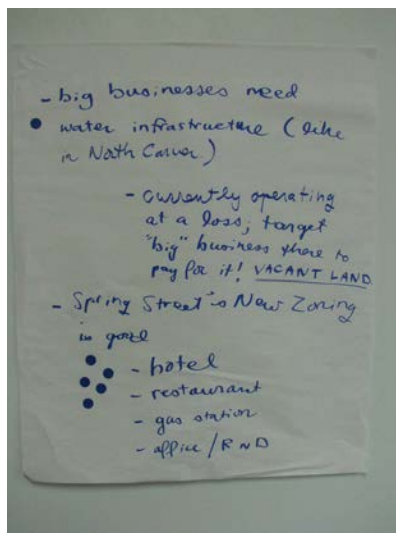 - big businesses need
water infrastructure (like
in North Carver)
- currently operating
at a loss; target
"big" business there to
pay for it! VACANT LAND
- Spring Street's New Zoning
is good
- hotel
- restaurant
- gas station
- office / R n D